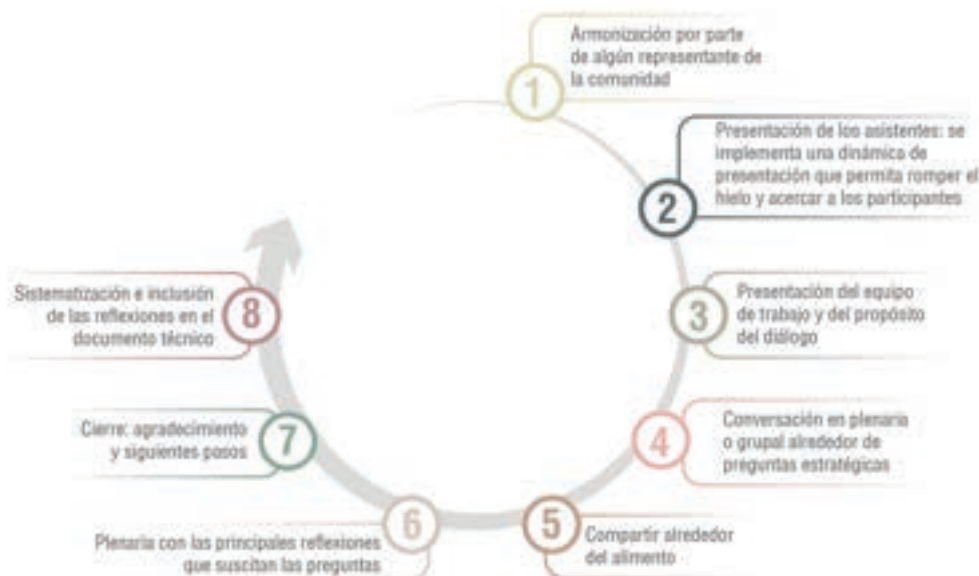 1
Armonización por parte
de algún representante de
la comunidad
2
Presentación de los asistentes: se
implementa una dinámica de
presentación que permita romper el
hielo y acercar a los participantes
3
Presentación del equipo
de trabajo y del propósito
del diálogo
4
Conversación en plenaria
o grupal alrededor de
preguntas estratégicas
5
Compartir alrededor
del alimento
6
Plenaria con las principales reflexiones
que suscitan las preguntas
7
Cierre: agradecimiento
y siguientes pasos
8
Sistematización e inclusión
de las reflexiones en el
documento técnico